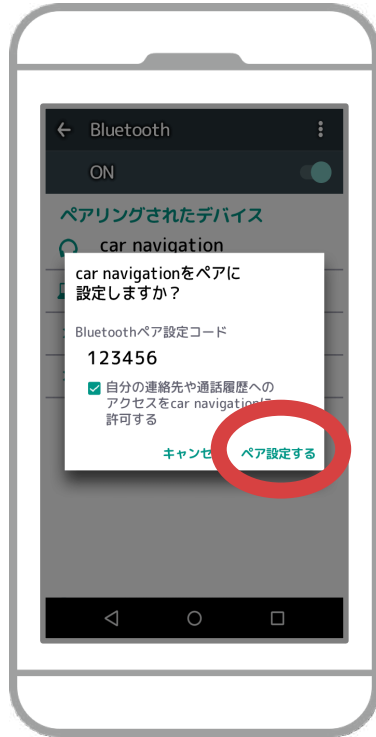 Bluetooth
ON
ペアリングされたデバイス
car navigation
car navigationをペアに
設定しますか？
Bluetoothペア設定コード
123456
自分の連絡先や通話履歴への
アクセスをcar navigationに
許可する
キャンセ
ペア設定する